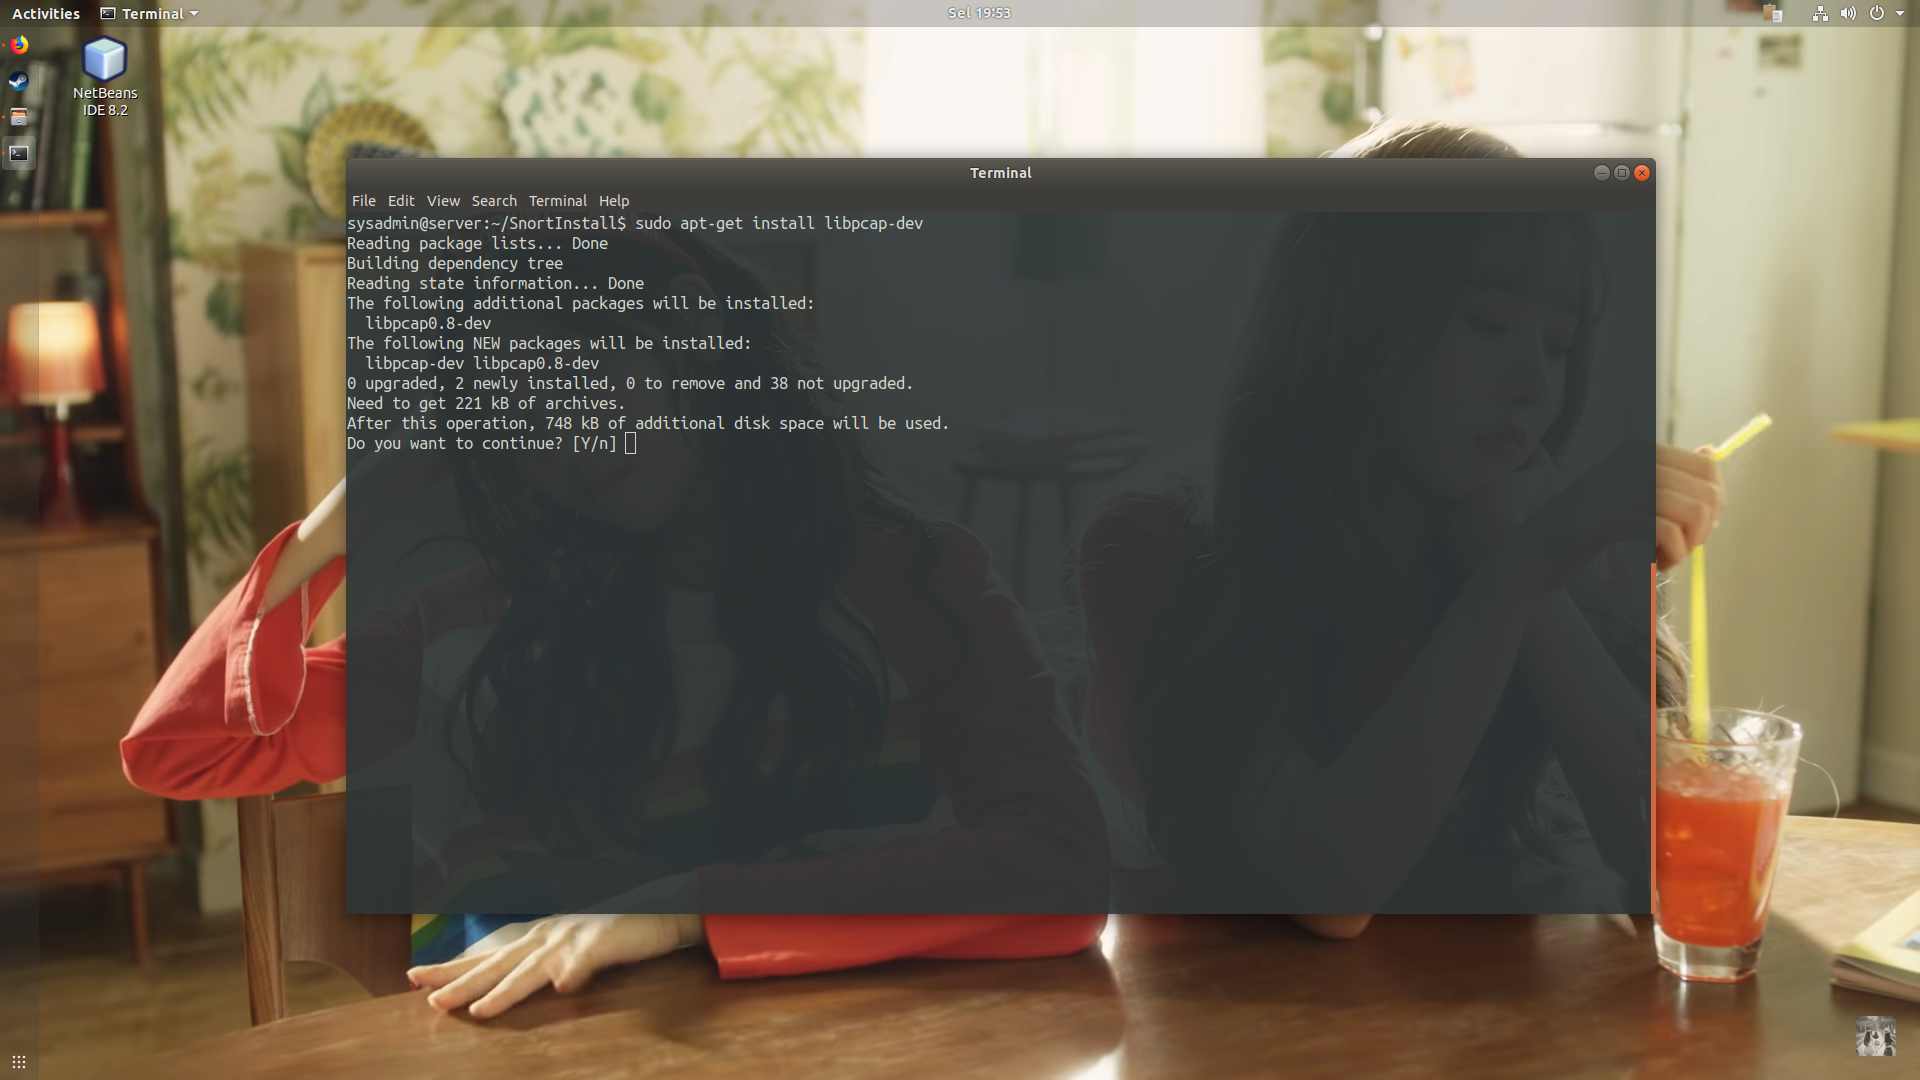 Activities Terminal Sel 19:53
NetBeans
IDE 8.2
Terminal
File Edit View Search Terminal Help
sysadmin@server:~/SnortInstall$ sudo apt-get install libpcap-dev
Reading package lists... Done
Building dependency tree
Reading state information... Done
The following additional packages will be installed:
  libpcap0.8-dev
The following NEW packages will be installed:
  libpcap-dev libpcap0.8-dev
0 upgraded, 2 newly installed, 0 to remove and 38 not upgraded.
Need to get 221 kB of archives.
After this operation, 748 kB of additional disk space will be used.
Do you want to continue? [Y/n]